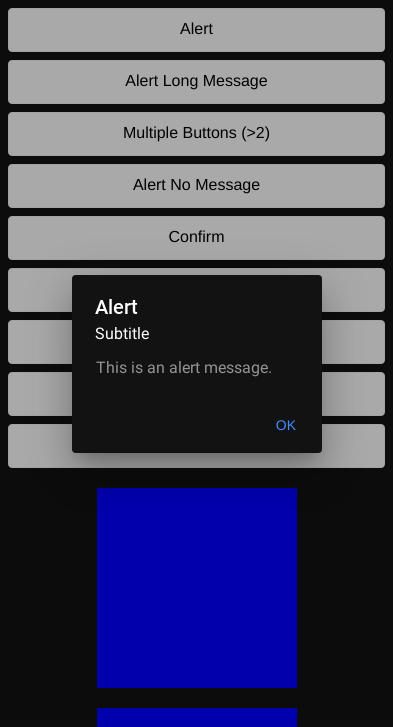 Alert
Alert Long Message
Multiple Buttons (>2)
Alert No Message
Confirm
Alert
Subtitle
This is an alert message.
OK